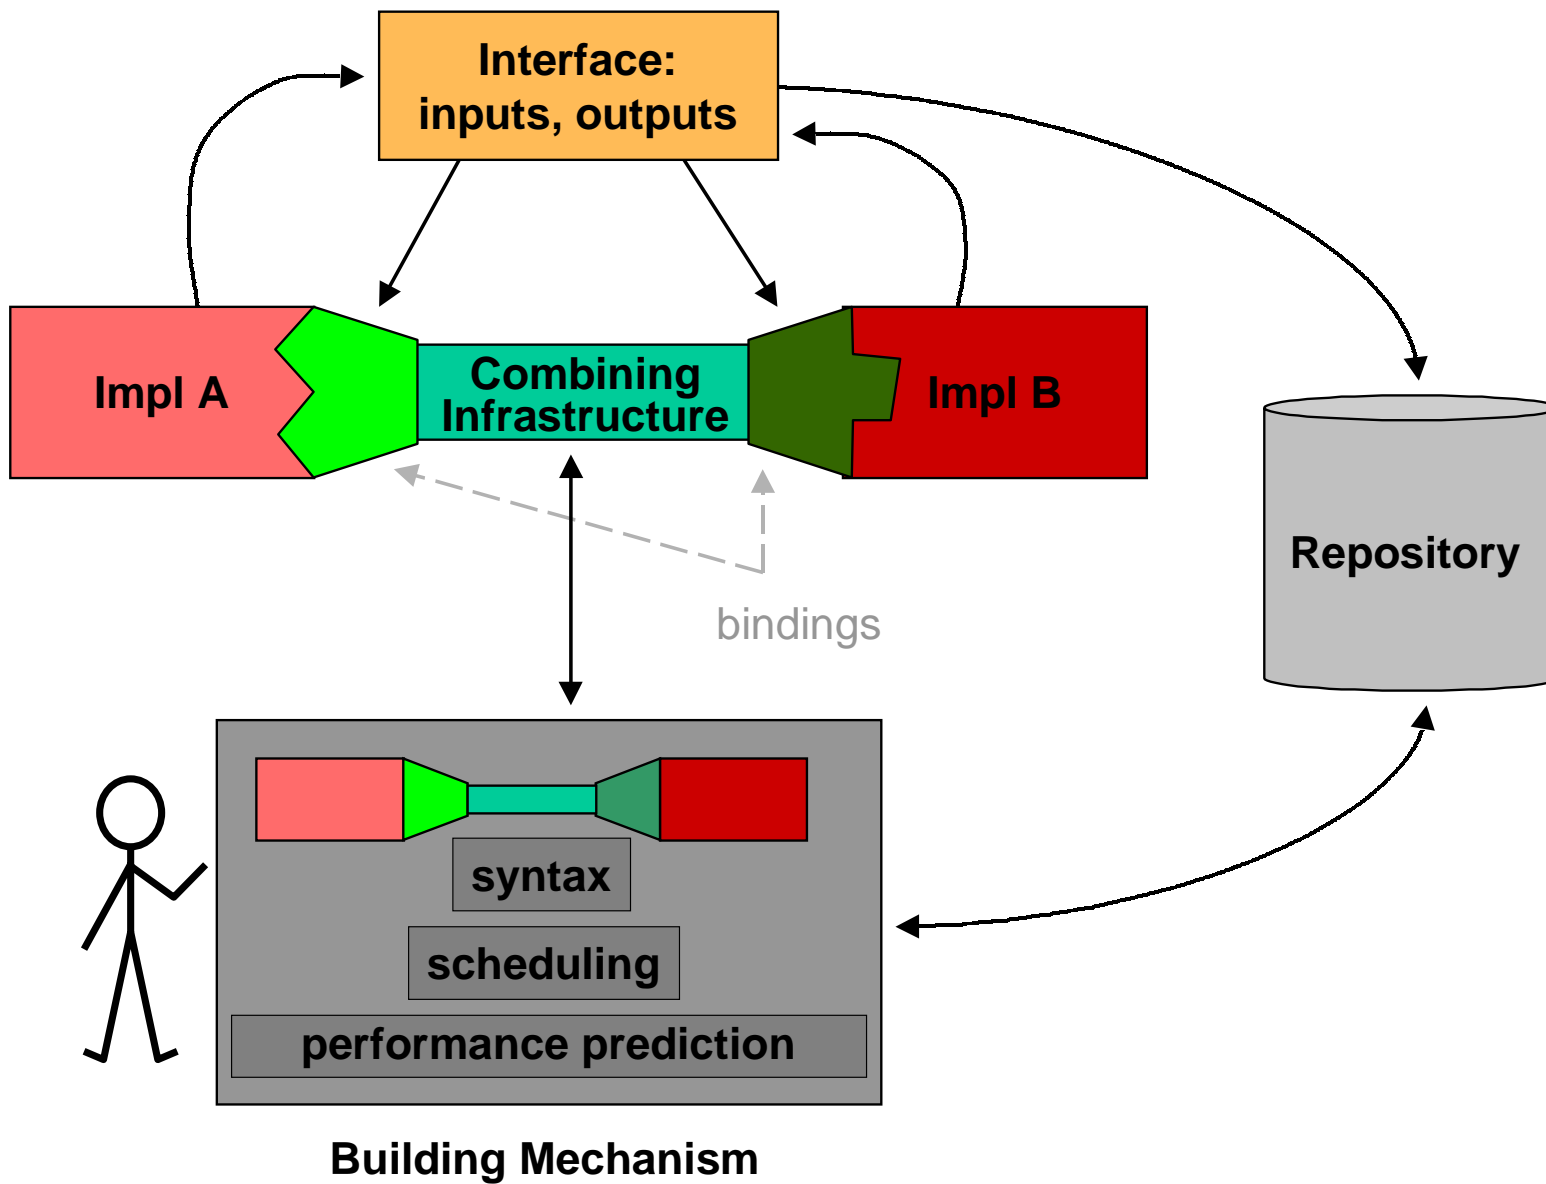 Interface:
inputs, outputs
Impl A
Combining
Infrastructure
Impl B
Repository
bindings
syntax
scheduling
performance prediction
Building Mechanism